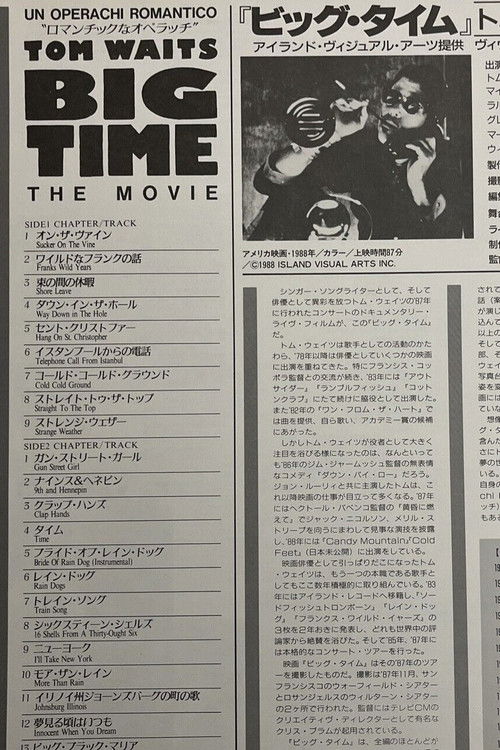 UN OPERACHI ROMANTICO
"ロマンチックなオペラッチ"
TOM WAITS
BIG
TIME
THE MOVIE
SIDE1 CHAPTER/TRACK
1 オン・ザ・ヴァイン
Sucker On The Vine
2 ワイルドなフランクの話
Franks Wild Years
3 束の間の休暇
Shore Leave
4 ダウン・イン・ザ・ホール
Way Down in The Hole
5 セント・クリストファー
Hang On St. Christopher
6 イスタンブールからの電話
Telephone Call From Istanbul
7 コールド・コールド・グラウンド
Cold Cold Ground
8 ストレイト・トゥ・ザ・トップ
Straight To The Top
9 ストレンジ・ウェザー
Strange Weather
SIDE2 CHAPTER/TRACK
1 ガン・ストリート・ガール
Gun Street Girl
2 ナインス&ヘネピン
9th and Hennepin
3 クラップ・ハンズ
Clap Hands
4 タイム
Time
5 ブライド・オブ・レイン・ドッグ
Bride Of Rain Dog (Instrumental)
6 レイン・ドッグ
Rain Dogs
7 トレイン・ソング
Train Song
8 シックスティーン・シェルズ
16 Shells From A Thirty-Ought Six
9 ニューヨーク
I'll Take New York
10 モア・ザン・レイン
More Than Rain
11 イリノイ州ジョーンズバークの町の歌
Johnsburg Illinois
12 夢見る頃はいつも
Innocent When You Dream
13 ビッグ・ブラック・マリア
『ビッグ・タイム』ト
アイランド・ヴィジュアル・アーツ提供 ヴィ
アメリカ映画・1988年/カラー/上映時間87分
/©1988 ISLAND VISUAL ARTS INC.
シンガー・ソングライターとして、そして
俳優として異彩を放つトム・ウェイツの'87年
に行われたコンサートのドキュメンタリー・
ライヴ・フィルムが、この「ビッグ・タイム」
だ。
トム・ウェイツは歌手としての活動のかた
わら、'78年以降は俳優としていくつかの映画
に出演を重ねてきた。特にフランシス・コッ
ポラ監督との交流が続き、'83年には「アウト
サイダー」「ランブルフィッシュ」「コット
ンクラブ」にたて続けに脇役として出演した。
また'82年の「ワン・フロム・ザ・ハート」で
は曲を提供、自ら歌い、アカデミー賞の候補
にあがった。
しかしトム・ウェイツが役者として大きく
注目を浴びる様になったのは、なんといって
も'86年のジム・ジャームッシュ監督の無表情
なコメディ「ダウン・バイ・ロー」だろう。
ジョン・ルーリィと共に主演したトムは、こ
れ以降映画の仕事が目立って多くなる。'87年
にはヘクトール・バベンコ監督の「黄昏に燃
えて」でジャック・ニコルソン、メリル・ス
トリープを向うにまわして見事な演技を披露
し、'88年には「Candy Mountain」「Cold
Feet」(日本未公開)に出演をしている。
映画俳優として引っぱりだこになったトム
・ウェイツは、もう一つの本職である歌手と
してもここ数年積極的に取り組んでいる。'83
年にはアイランド・レコードへ移籍し、「ソー
ドフィッシュトロンボーン」「レイン・ドッ
グ」「フランクス・ワイルド・イヤーズ」の
3枚を2年おきに発表し、どれも世界中の評
論家から絶賛を浴びた。そして'85年、'87年に
は本格的なコンサート・ツアーを行った。
映画「ビッグ・タイム」はその'87年のツア
ーを撮影したものだ。撮影は'87年11月、サン
フランシスコのウォーフィールド・シアター
とロサンジェルスのウィルターン・シアター
の2ヶ所で行われた。監督にはテレビCMの
クリエイティヴ・ディレクターとして有名な
クリス・ブラムが起用されている。
「ビッグ・タイム」は、全編のほとんどが